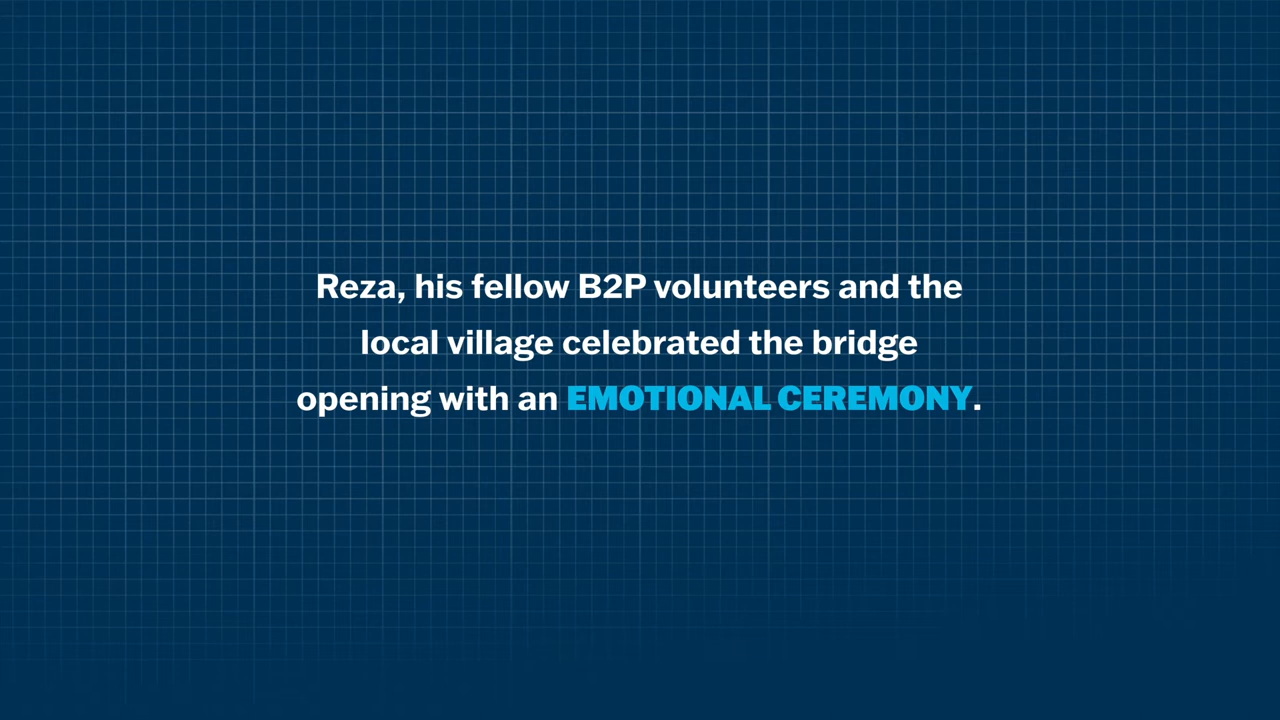 Reza, his fellow B2P volunteers and the
local village celebrated the bridge
opening with an EMOTIONAL CEREMONY.